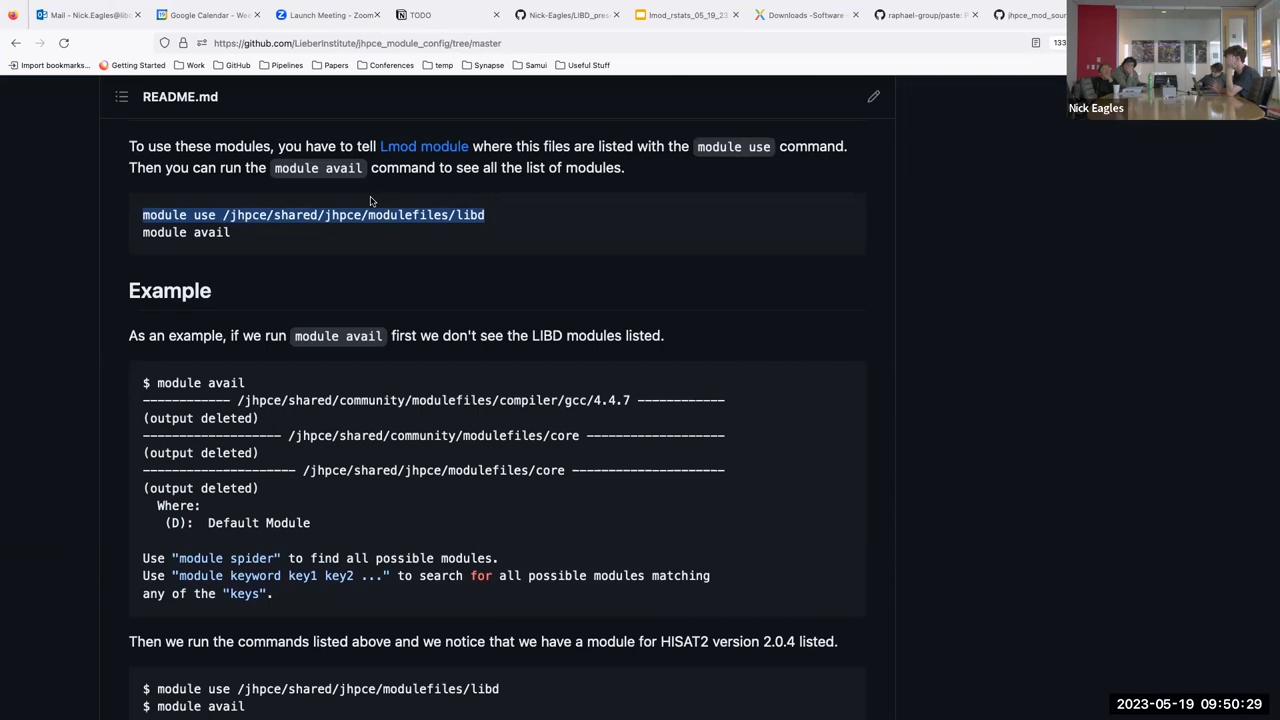 Mail - Nick.Eagles@libd
Google Calendar - Wee
Launch Meeting - Zoom
TODO
Nick-Eagles/LIBD_pres
lmod_rstats_05_19_23
Downloads -Software
raphael-group/paste: P
jhpce_mod_sour
https://github.com/LieberInstitute/jhpce_module_config/tree/master
133
Import bookmarks...
Getting Started
Work
GitHub
Pipelines
Papers
Conferences
temp
Synapse
Samui
Useful Stuff
Nick Eagles
README.md
To use these modules, you have to tell Lmod module where this files are listed with the module use command.
Then you can run the module avail command to see all the list of modules.
module use /jhpce/shared/jhpce/modulefiles/libd
module avail
Example
As an example, if we run module avail first we don't see the LIBD modules listed.
$ module avail
------------ /jhpce/shared/community/modulefiles/compiler/gcc/4.4.7 ------------
(output deleted)
------------------- /jhpce/shared/community/modulefiles/core -------------------
(output deleted)
--------------------- /jhpce/shared/jhpce/modulefiles/core ---------------------
(output deleted)
Where:
(D): Default Module
Use "module spider" to find all possible modules.
Use "module keyword key1 key2 ..." to search for all possible modules matching
any of the "keys".
Then we run the commands listed above and we notice that we have a module for HISAT2 version 2.0.4 listed.
$ module use /jhpce/shared/jhpce/modulefiles/libd
$ module avail
2023-05-19 09:50:29